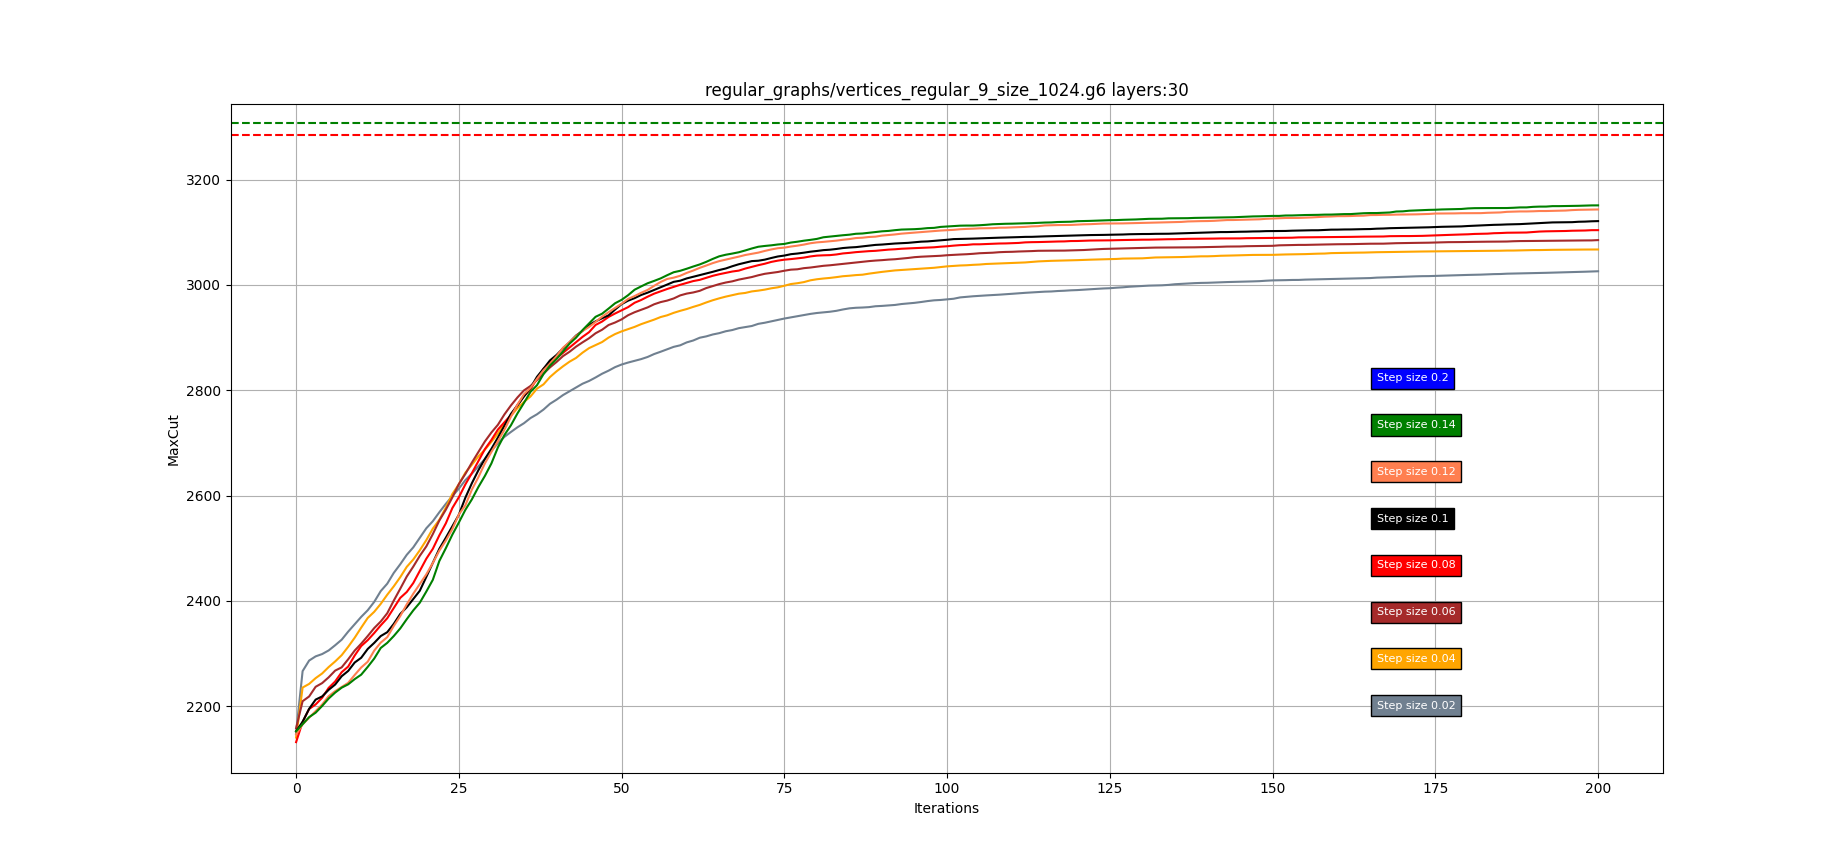 regular_graphs/vertices_regular_9_size_1024.g6 layers:30
MaxCut
3200
3000
2800
2600
2400
2200
Step size 0.2
Step size 0.14
Step size 0.12
Step size 0.1
Step size 0.08
Step size 0.06
Step size 0.04
Step size 0.02
0 25 50 75 100 125 150 175 200
Iterations